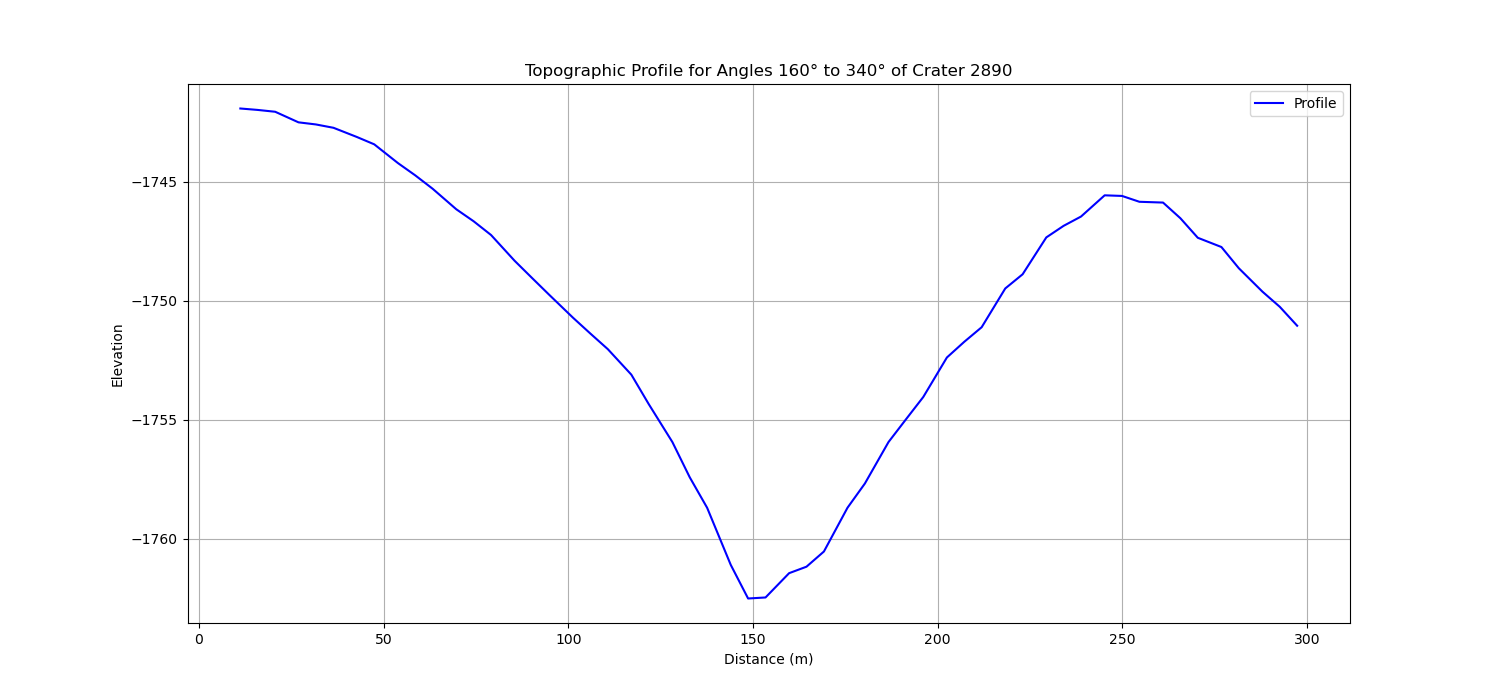 Topographic Profile for Angles 160° to 340° of Crater 2890
Profile
−1745
−1750
−1755
−1760
Elevation
0 50 100 150 200 250 300
Distance (m)